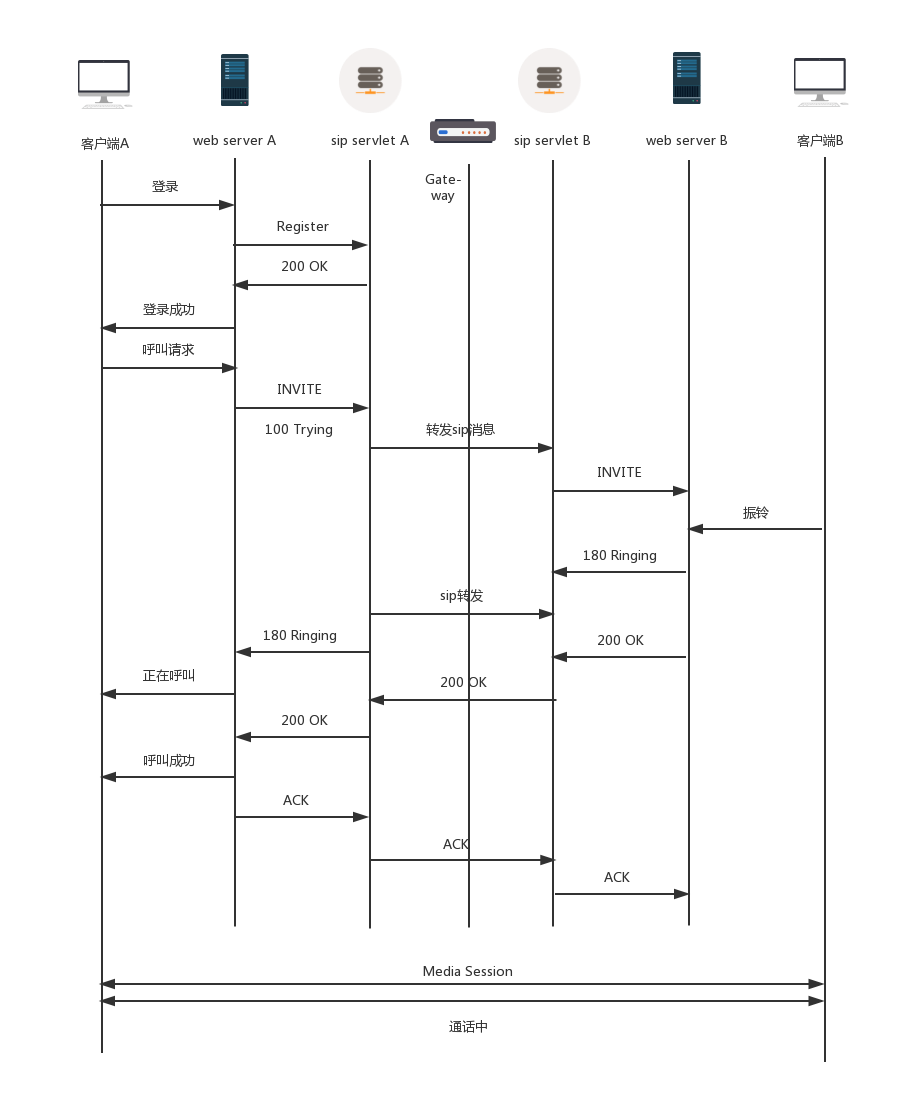 客户端A
web server A
sip servlet A
sip servlet B
web server B
客户端B
Gate-
way
登录
Register
200 OK
登录成功
呼叫请求
INVITE
100 Trying
转发sip消息
INVITE
振铃
180 Ringing
sip转发
180 Ringing
200 OK
正在呼叫
200 OK
200 OK
呼叫成功
ACK
ACK
ACK
Media Session
通话中